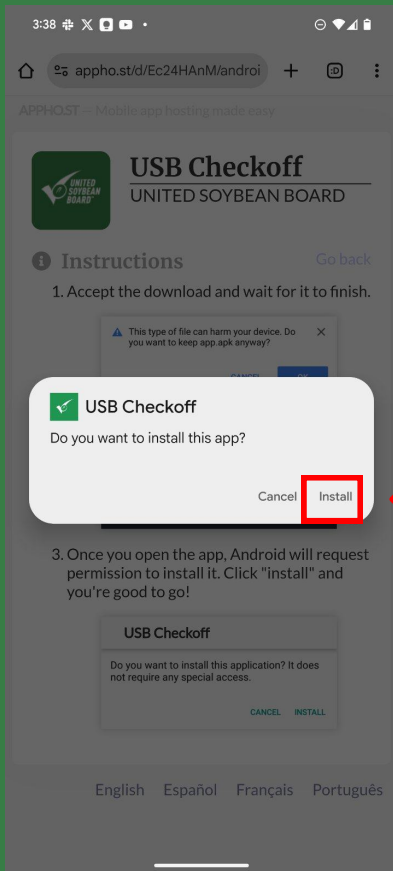 3:38
appho.st/d/Ec24HAnM/androi
:D
APPHOST — Mobile app hosting made easy
UNITED
SOYBEAN
BOARD
USB Checkoff
UNITED SOYBEAN BOARD
Instructions
Go back
1. Accept the download and wait for it to finish.
This type of file can harm your device. Do
you want to keep app.apk anyway?
CANCEL OK
USB Checkoff
Do you want to install this app?
Cancel Install
3. Once you open the app, Android will request
permission to install it. Click "install" and
you're good to go!
USB Checkoff
Do you want to install this application? It does
not require any special access.
CANCEL INSTALL
English Español Français Português